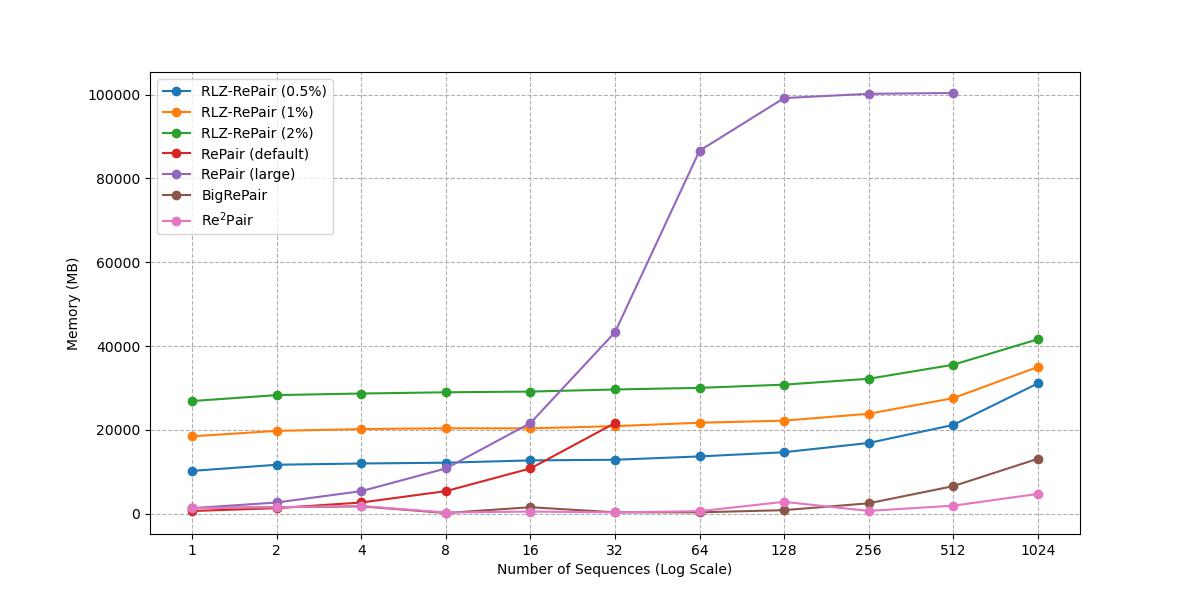 RLZ-RePair (0.5%)
RLZ-RePair (1%)
RLZ-RePair (2%)
RePair (default)
RePair (large)
BigRePair
Re²Pair
100000
80000
60000
40000
20000
0
Memory (MB)
1 2 4 8 16 32 64 128 256 512 1024
Number of Sequences (Log Scale)